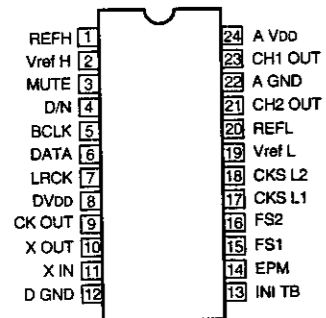 REFH 1 24 A VDD
Vref H 2 23 CH1 OUT
MUTE 3 22 A GND
D/N 4 21 CH2 OUT
BCLK 5 20 REFL
DATA 6 19 Vref L
LRCK 7 18 CKS L2
DVDD 8 17 CKS L1
CK OUT 9 16 FS2
X OUT 10 15 FS1
X IN 11 14 EPM
D GND 12 13 INI TB